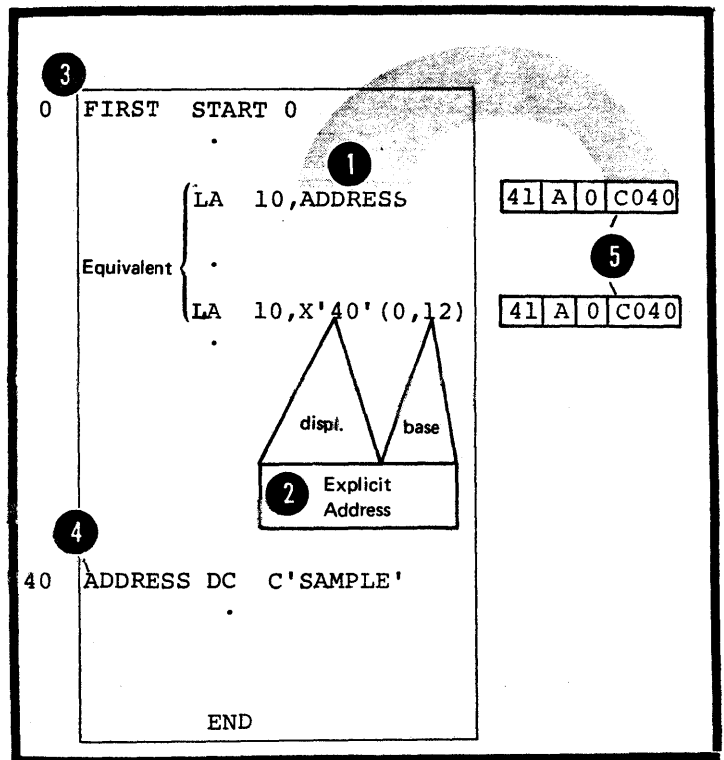 3
0 FIRST START 0
1
LA 10,ADDRESS 41 A 0 C040
Equivalent
5
LA 10,X'40'(0,12) 41 A 0 C040
displ. base
2 Explicit
Address
4
40 ADDRESS DC C'SAMPLE'
END